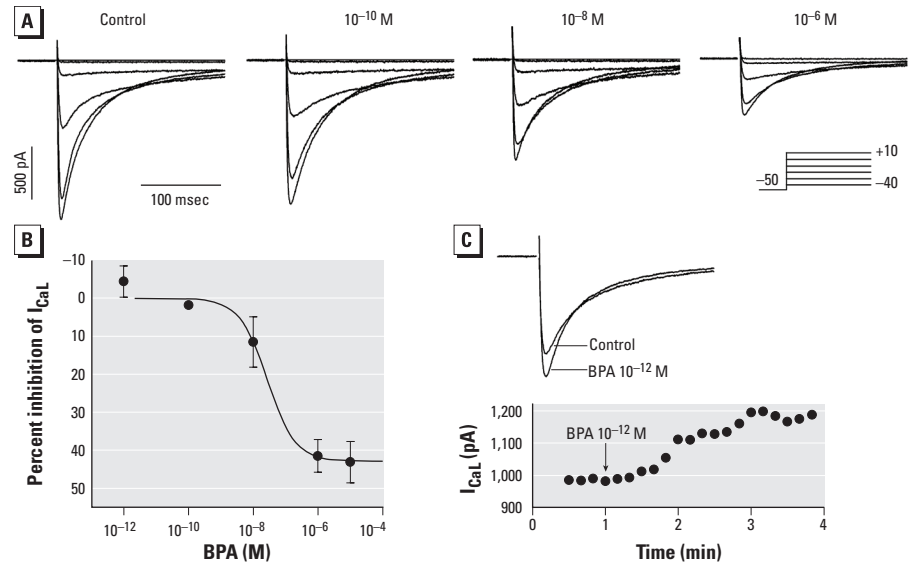 A
Control
10⁻¹⁰ M
10⁻⁸ M
10⁻⁶ M
500 pA
100 msec
+10
−50
−40
B
Percent inhibition of ICaL
−10
0
10
20
30
40
50
10⁻¹²
10⁻¹⁰
10⁻⁸
10⁻⁶
10⁻⁴
BPA (M)
C
Control
BPA 10⁻¹² M
ICaL (pA)
1,200
1,100
1,000
900
BPA 10⁻¹² M
0
1
2
3
4
Time (min)